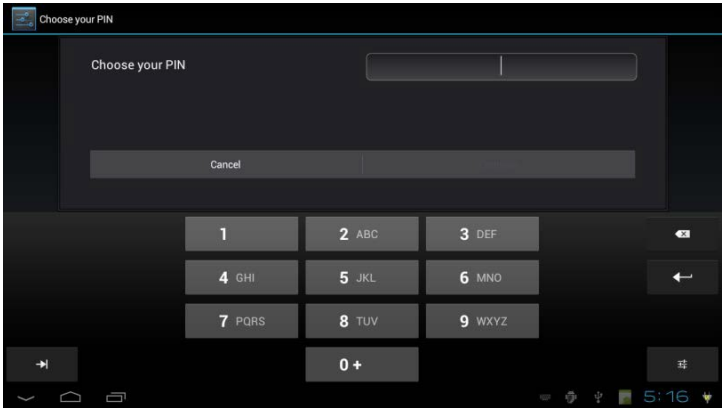 Choose your PIN
Choose your PIN
Cancel
1
2 ABC
3 DEF
4 GHI
5 JKL
6 MNO
7 PQRS
8 TUV
9 WXYZ
0 +
5:16